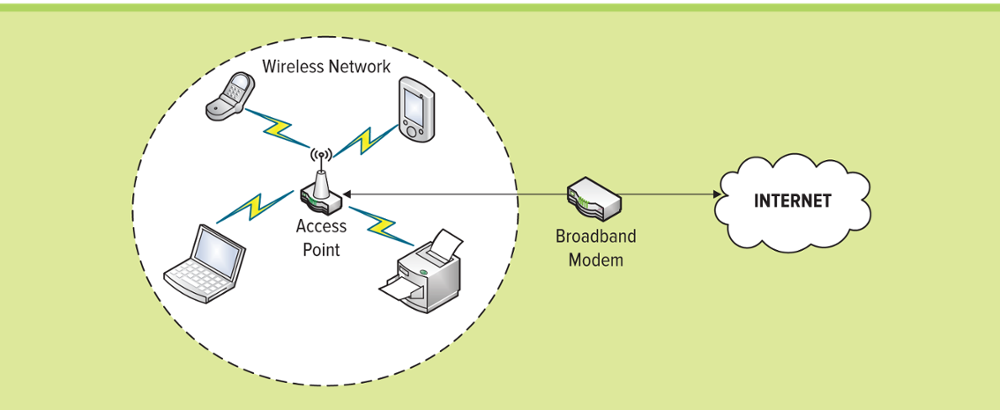 Wireless Network
Access
Point
Broadband
Modem
INTERNET